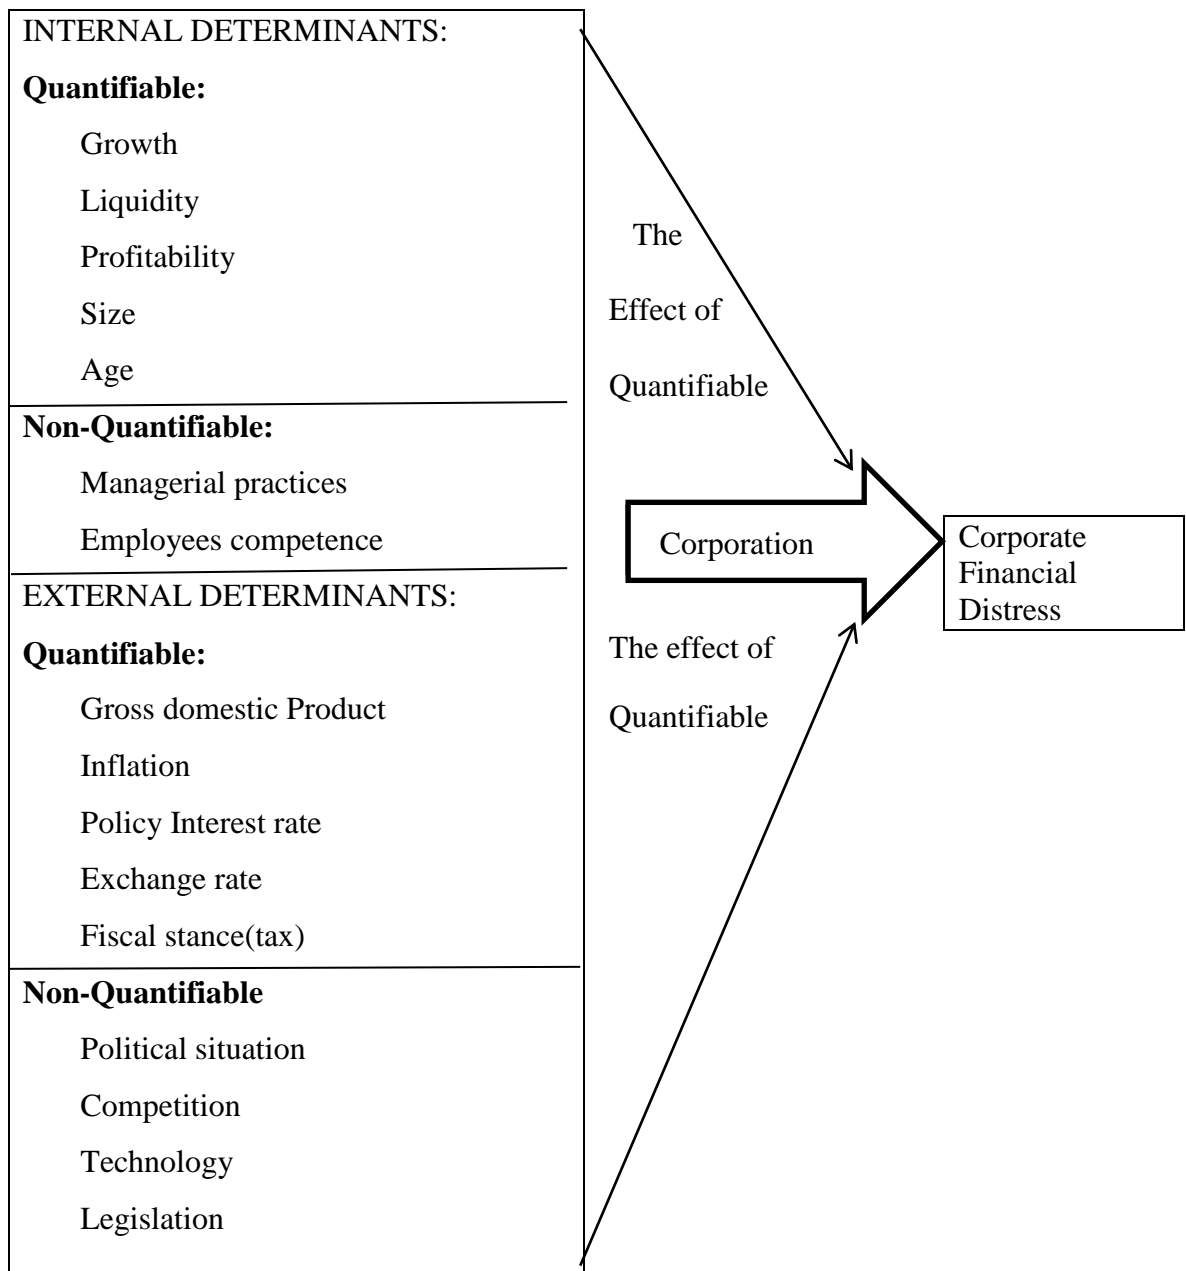 INTERNAL DETERMINANTS:
Quantifiable:
Growth
Liquidity
Profitability
Size
Age
Non-Quantifiable:
Managerial practices
Employees competence
EXTERNAL DETERMINANTS:
Quantifiable:
Gross domestic Product
Inflation
Policy Interest rate
Exchange rate
Fiscal stance(tax)
Non-Quantifiable
Political situation
Competition
Technology
Legislation
The
Effect of
Quantifiable
Corporation
The effect of
Quantifiable
Corporate
Financial
Distress